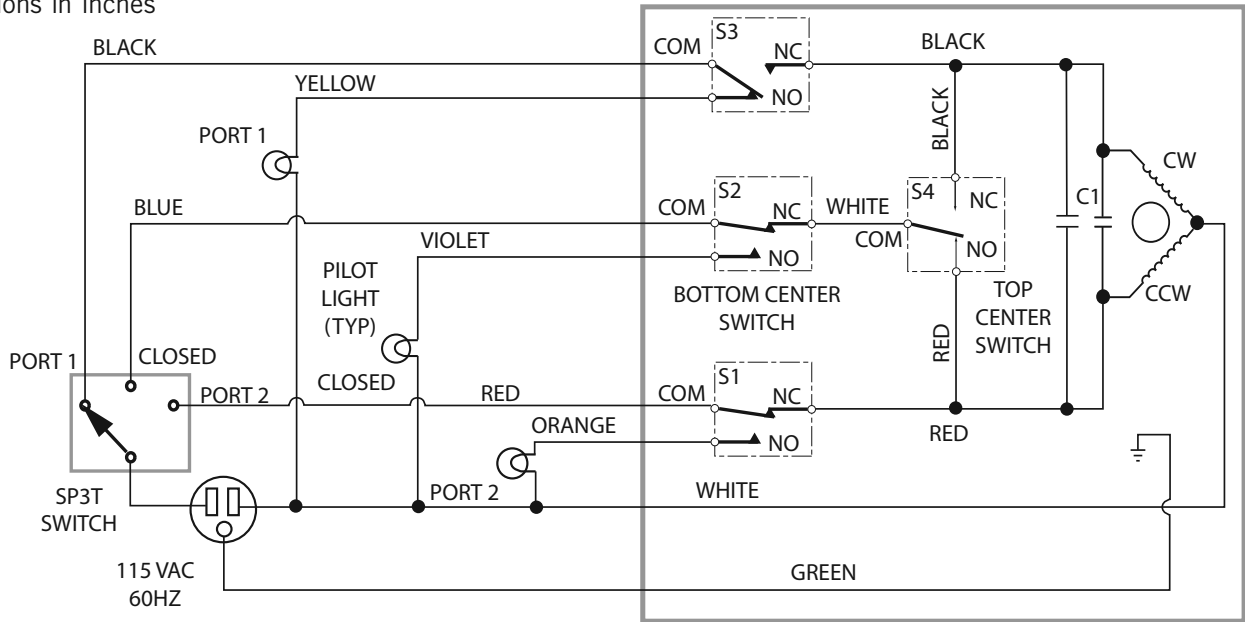 ions in inches
BLACK
COM
S3
NC
NO
BLACK
YELLOW
PORT 1
BLACK
CW
BLUE
COM
S2
NC
NO
WHITE
COM
S4
NC
NO
C1
VIOLET
PILOT
LIGHT
(TYP)
BOTTOM CENTER
SWITCH
TOP
CENTER
SWITCH
CCW
RED
PORT 1
CLOSED
CLOSED
PORT 2
RED
COM
S1
NC
NO
RED
ORANGE
PORT 2
WHITE
SP3T
SWITCH
115 VAC
60HZ
GREEN